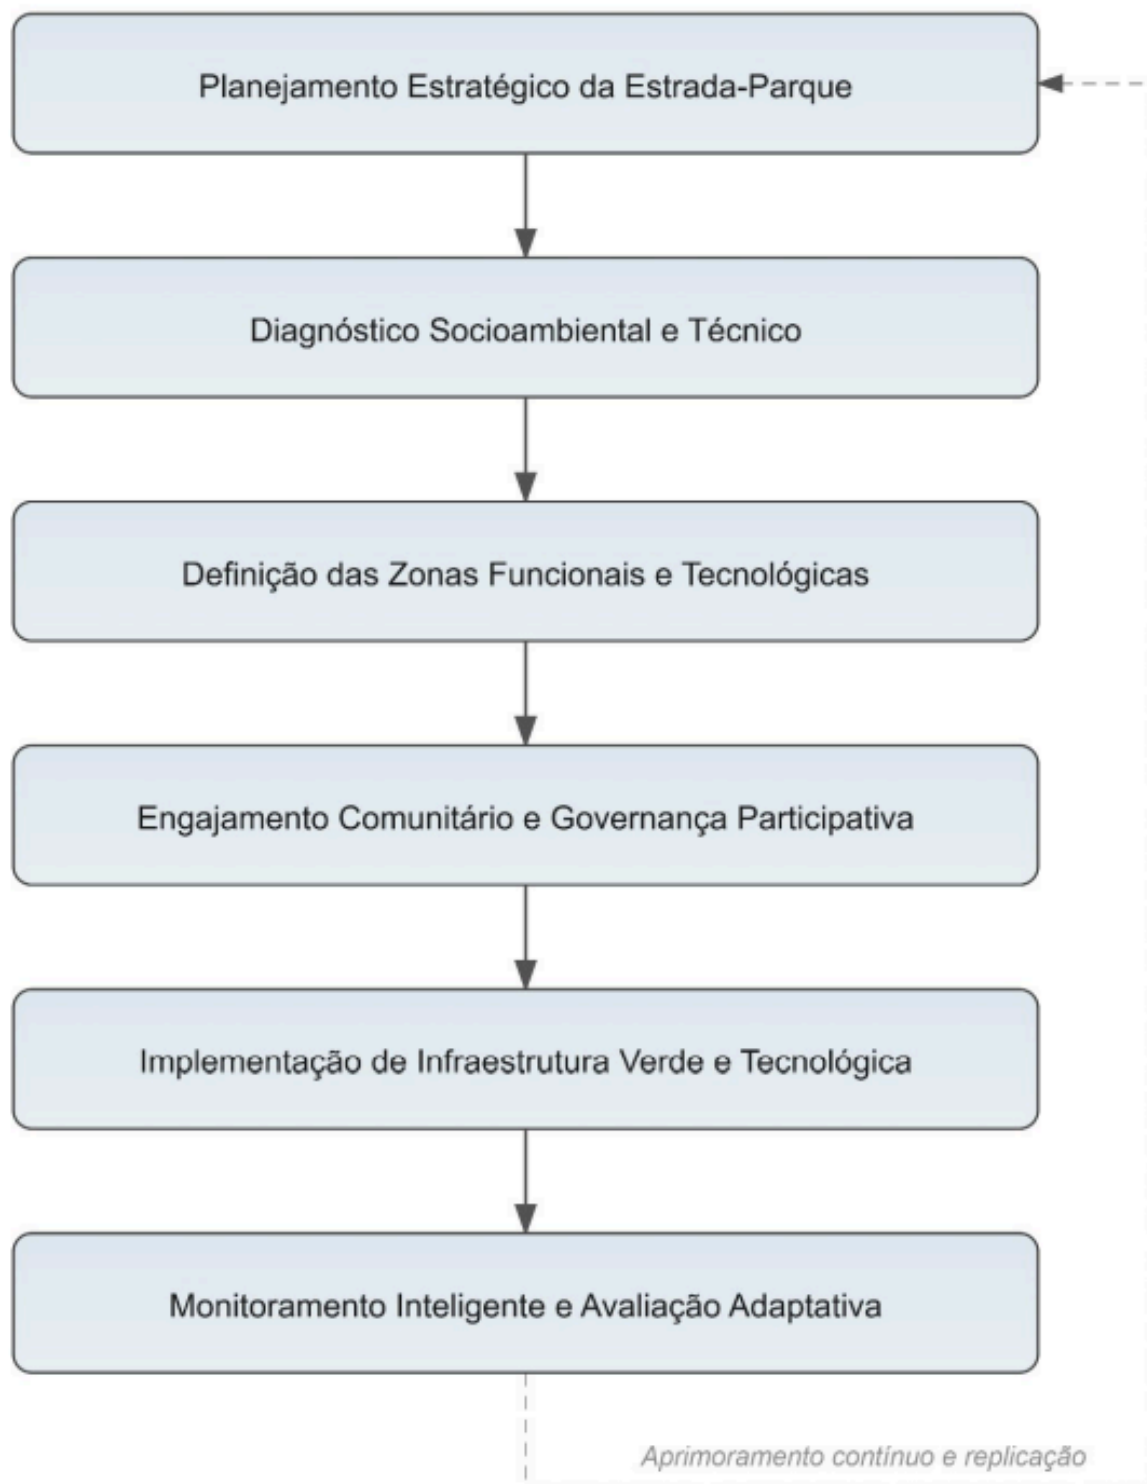 Planejamento Estratégico da Estrada-Parque
Diagnóstico Socioambiental e Técnico
Definição das Zonas Funcionais e Tecnológicas
Engajamento Comunitário e Governança Participativa
Implementação de Infraestrutura Verde e Tecnológica
Monitoramento Inteligente e Avaliação Adaptativa
Aprimoramento contínuo e replicação